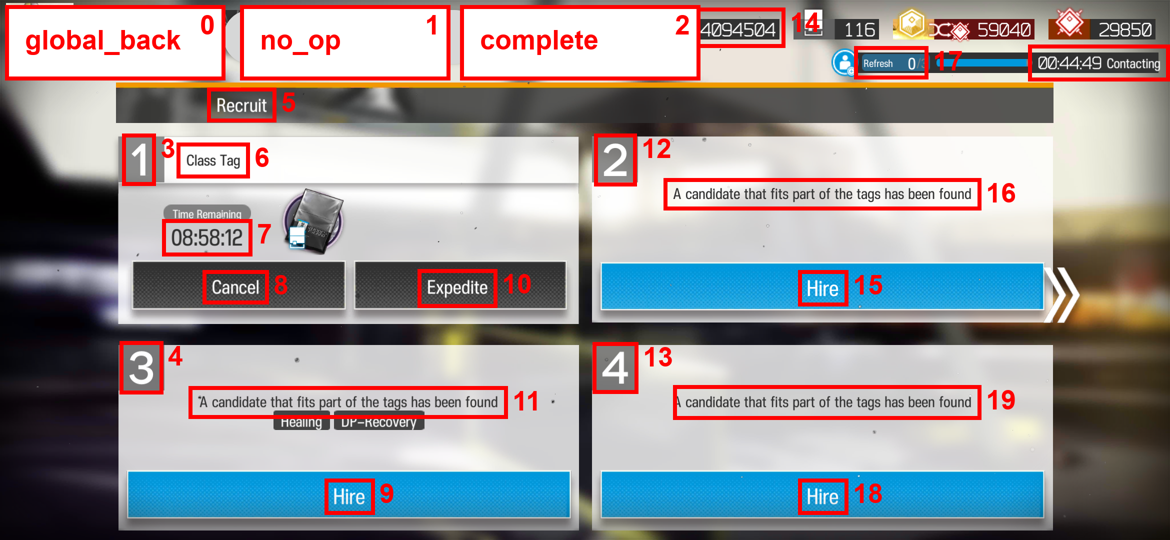 global_back 0
no_op 1
complete 2
4094504 14
116
59040
29850
Refresh 0/3 17
00:44:49 Contacting
Recruit 5
1 3 Class Tag 6
Time Remaining
08:58:12 7
Cancel 8
Expedite 10
2 12
A candidate that fits part of the tags has been found 16
Hire 15
3 4
A candidate that fits part of the tags has been found 11
Healing DP-Recovery
Hire 9
4 13
A candidate that fits part of the tags has been found 19
Hire 18